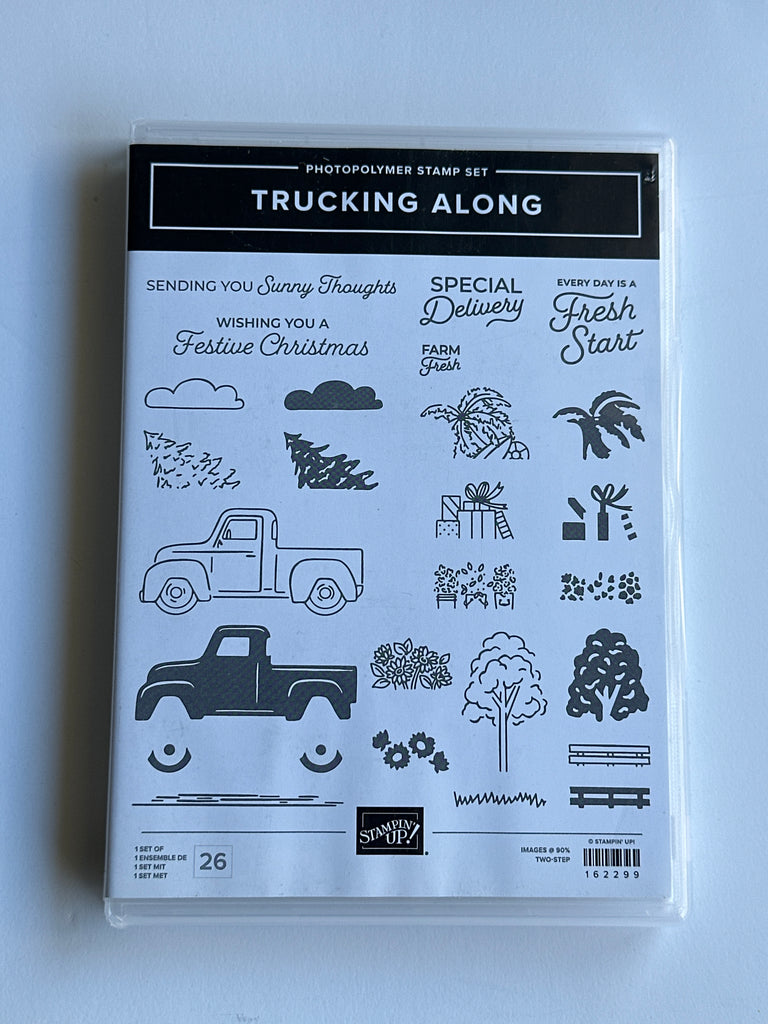 PHOTOPOLYMER STAMP SET
TRUCKING ALONG
SENDING YOU Sunny Thoughts
WISHING YOU A
Festive Christmas
SPECIAL
Delivery
FARM
Fresh
EVERY DAY IS A
Fresh
Start
1 SET OF
1 ENSEMBLE DE
1 SET MIT
1 SET MET
26
STAMPIN'
UP!
IMAGES @ 90%
TWO-STEP
© STAMPIN' UP!
162299